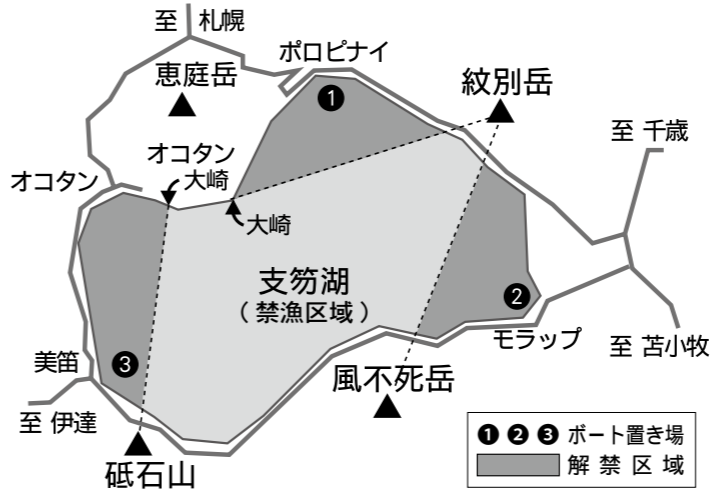 至 札幌
ポロピナイ
恵庭岳
❶
紋別岳
至 千歳
オコタン
大崎
オコタン
大崎
支笏湖
（禁漁区域）
❷
モラップ
至 苫小牧
美笛
❸
風不死岳
至 伊達
砥石山
❶ ❷ ❸ ボート置き場
解禁区域